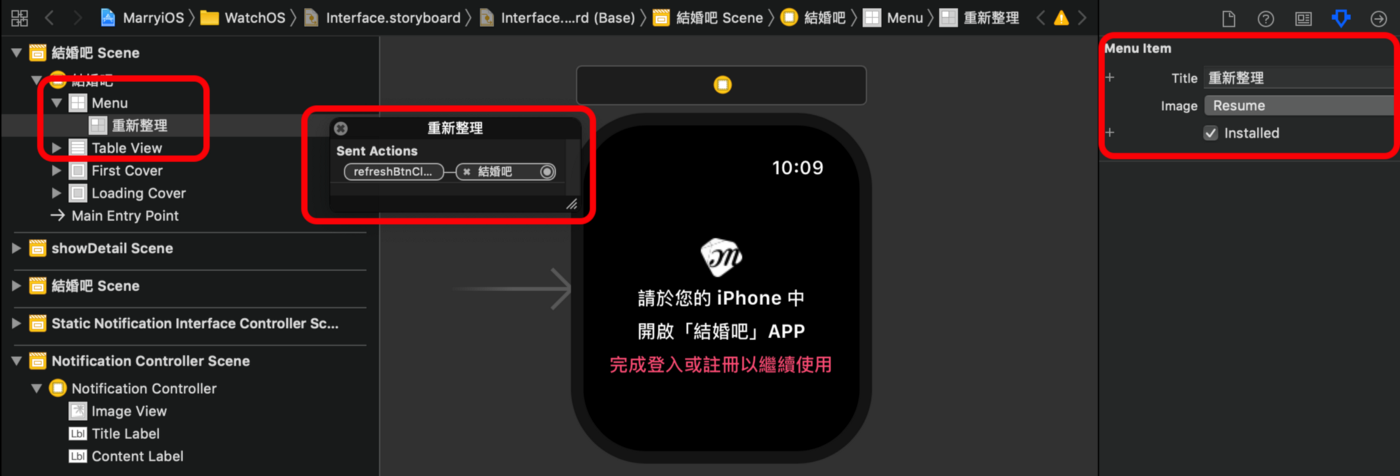 MarryiOS WatchOS Interface.storyboard Interface....rd (Base) 結婚吧 Scene 結婚吧 Menu 重新整理
結婚吧 Scene
結婚吧
Menu
重新整理
Table View
First Cover
Loading Cover
Main Entry Point
showDetail Scene
結婚吧 Scene
Static Notification Interface Controller Sc...
Notification Controller Scene
Notification Controller
Image View
Lbl Title Label
Lbl Content Label
重新整理
Sent Actions
refreshBtnCl... 結婚吧
10:09
請於您的 iPhone 中
開啟「結婚吧」APP
完成登入或註冊以繼續使用
Menu Item
Title 重新整理
Image Resume
Installed